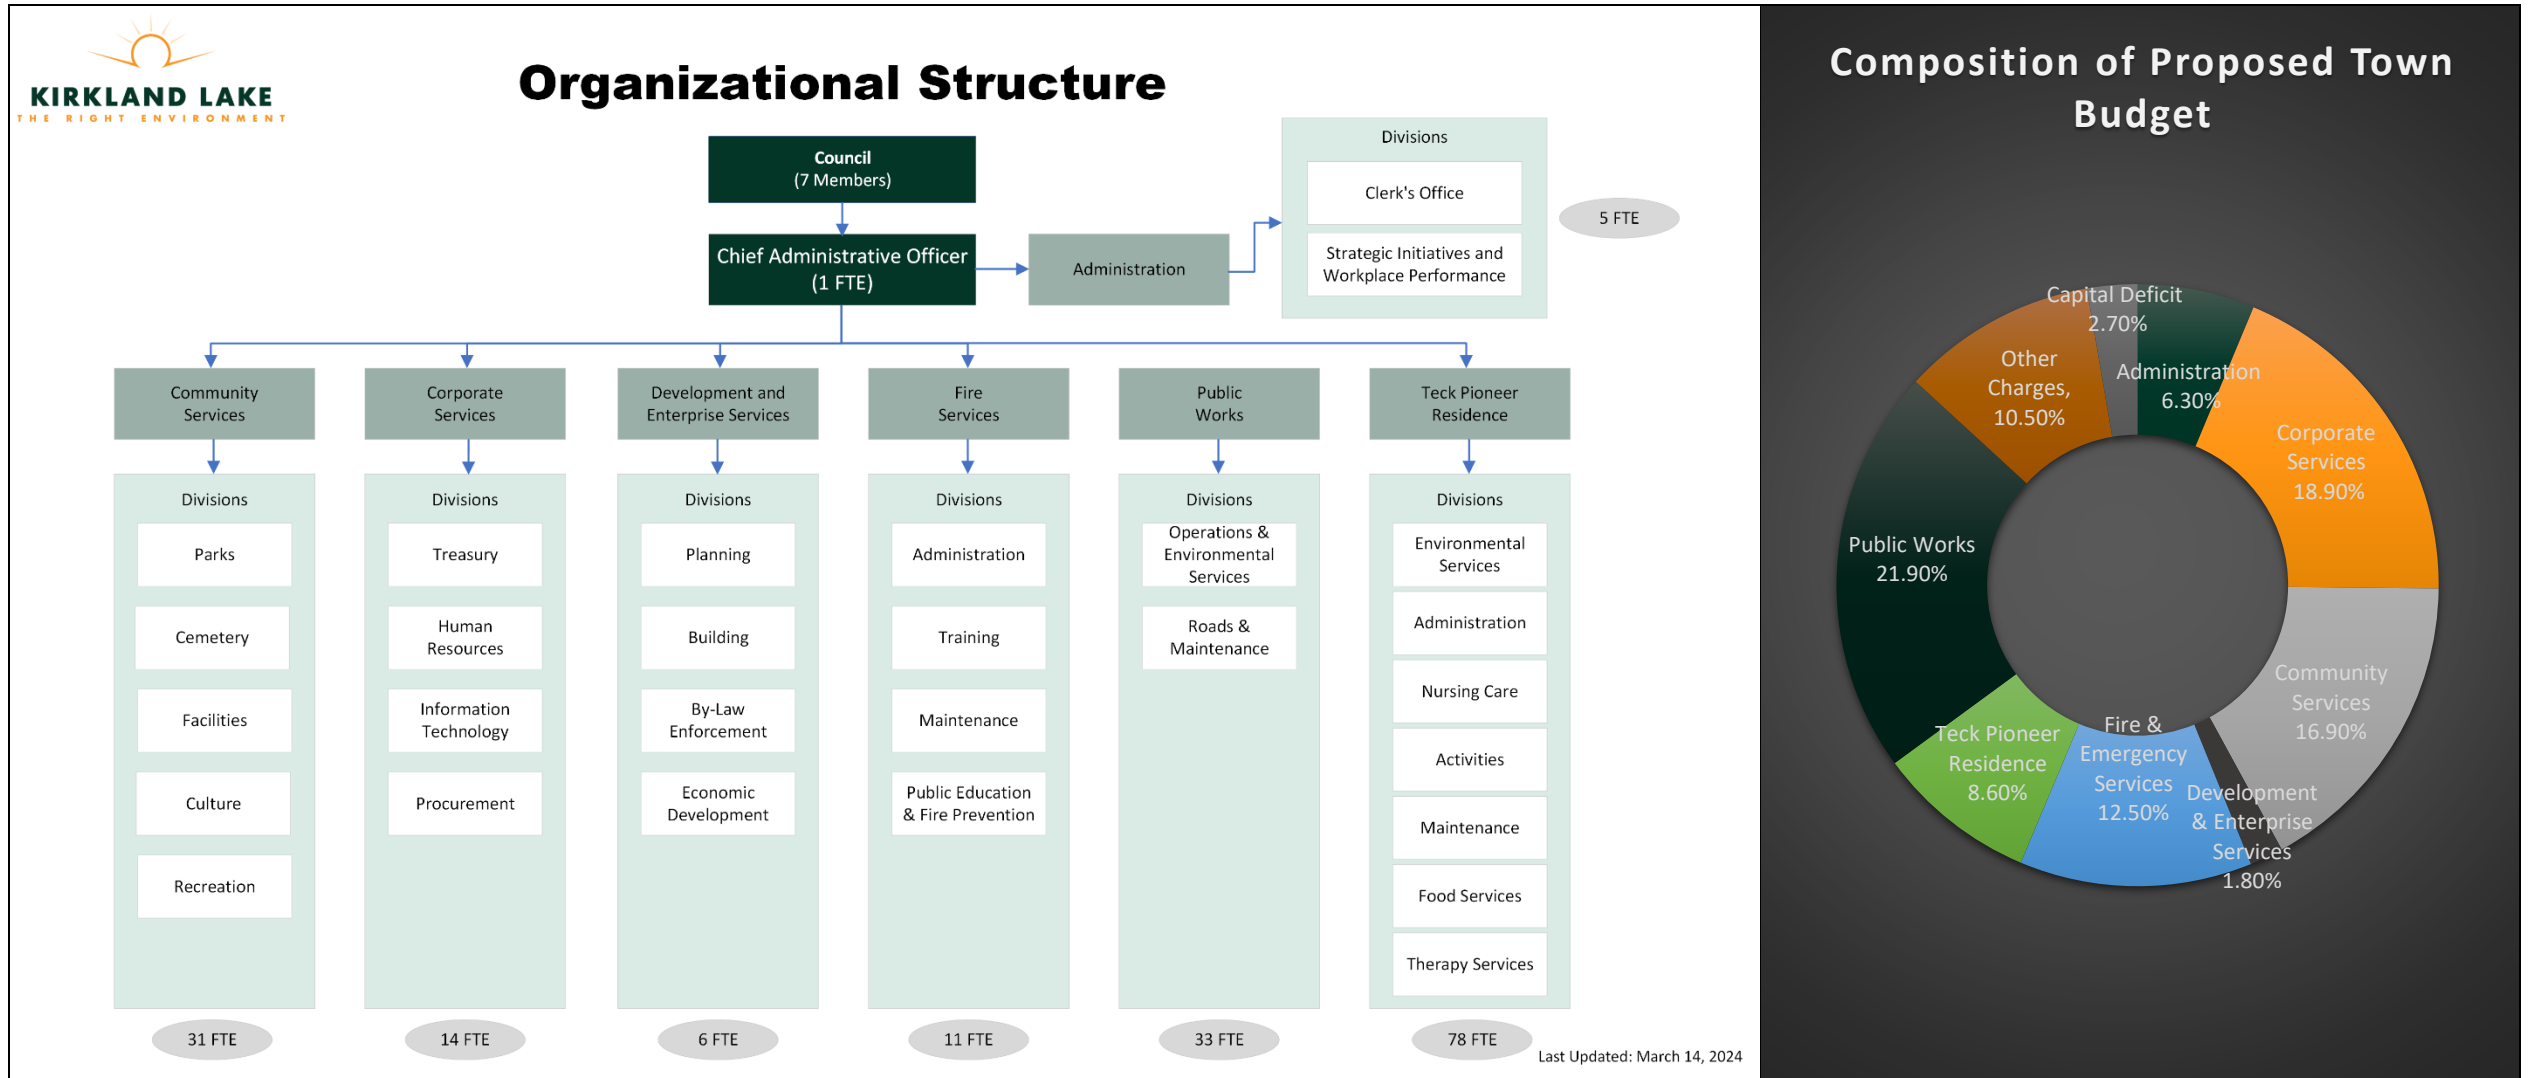 KIRKLAND LAKE
THE RIGHT ENVIRONMENT
Organizational Structure
Council
(7 Members)
Chief Administrative Officer
(1 FTE)
Administration
Divisions
Clerk's Office
Strategic Initiatives and
Workplace Performance
5 FTE
Community
Services
Divisions
Parks
Cemetery
Facilities
Culture
Recreation
31 FTE
Corporate
Services
Divisions
Treasury
Human
Resources
Information
Technology
Procurement
14 FTE
Development and
Enterprise Services
Divisions
Planning
Building
By-Law
Enforcement
Economic
Development
6 FTE
Fire
Services
Divisions
Administration
Training
Maintenance
Public Education
& Fire Prevention
11 FTE
Public
Works
Divisions
Operations &
Environmental
Services
Roads &
Maintenance
33 FTE
Teck Pioneer
Residence
Divisions
Environmental
Services
Administration
Nursing Care
Activities
Maintenance
Food Services
Therapy Services
78 FTE
Last Updated: March 14, 2024
Composition of Proposed Town
Budget
Capital Deficit
2.70%
Administration
6.30%
Corporate
Services
18.90%
Community
Services
16.90%
Development
& Enterprise
Services
1.80%
Fire &
Emergency
Services
12.50%
Teck Pioneer
Residence
8.60%
Public Works
21.90%
Other
Charges,
10.50%